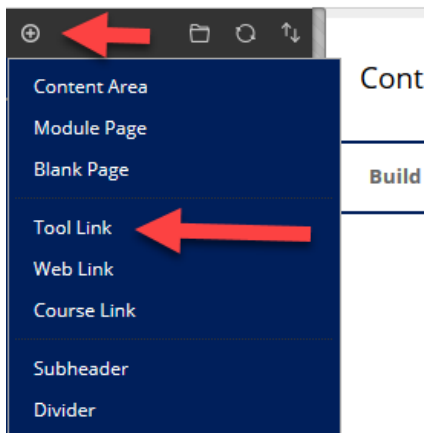 Cont
Content Area
Module Page
Blank Page
Build
Tool Link
Web Link
Course Link
Subheader
Divider